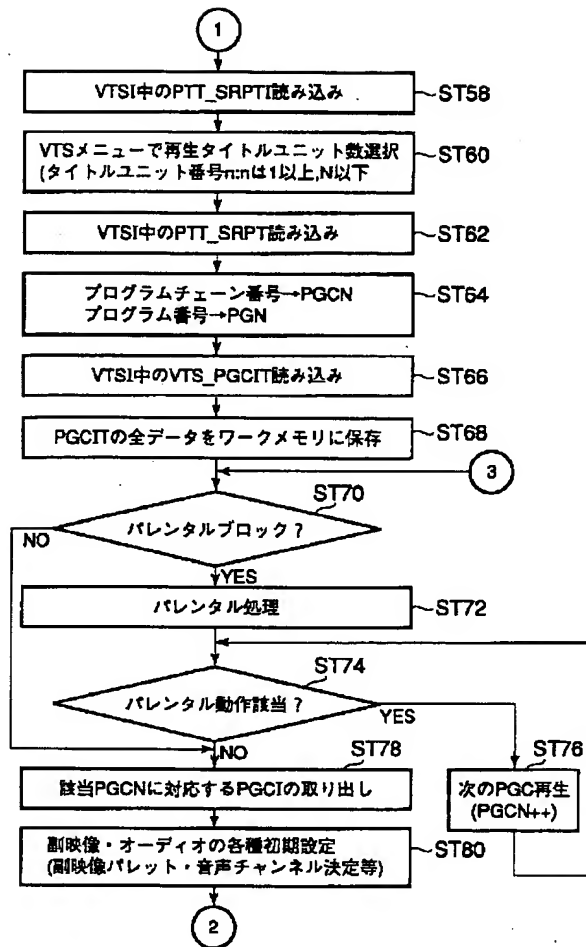 1
VTSI中のPTT_SRPTI読み込み
ST58
VTSメニューで再生タイトルユニット数選択
(タイトルユニット番号n:nは1以上,N以下
ST60
VTSI中のPTT_SRPT読み込み
ST62
プログラムチェーン番号→PGCN
プログラム番号→PGN
ST64
VTSI中のVTS_PGCIT読み込み
ST66
PGCITの全データをワークメモリに保存
ST68
3
ST70
パレンタルブロック?
NO
YES
パレンタル処理
ST72
ST74
パレンタル動作該当?
YES
NO
ST78
該当PGCNに対応するPGCIの取り出し
ST76
次のPGC再生
(PGCN++)
副映像・オーディオの各種初期設定
(副映像パレット・音声チャンネル決定等)
ST80
2